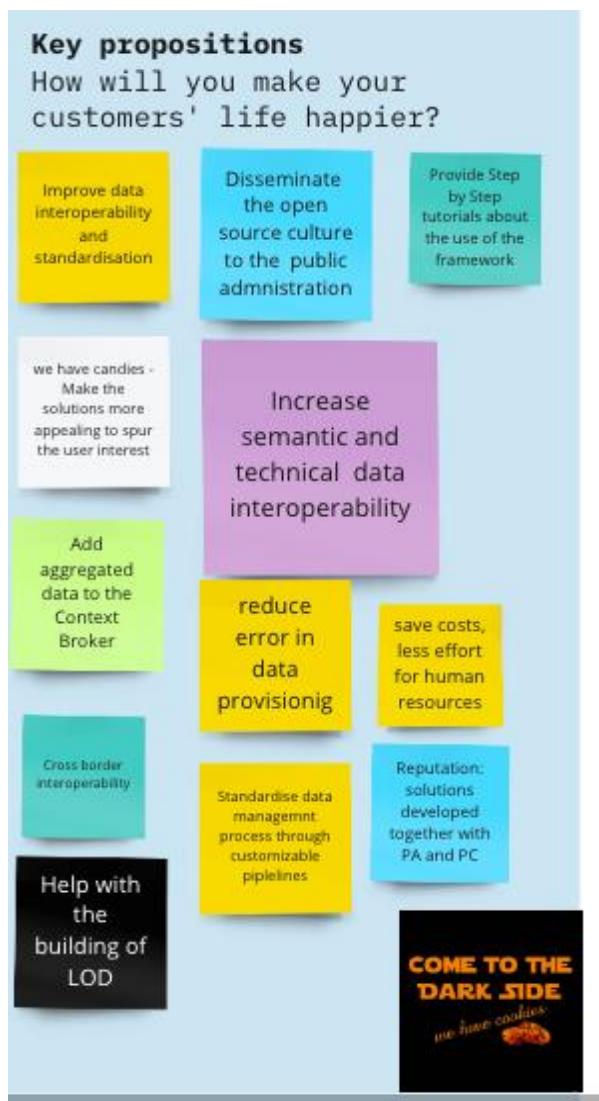 Key propositions
How will you make your
customers' life happier?
Improve data
interoperability
and
standardisation
Disseminate
the open
source culture
to the public
admnistration
Provide Step
by Step
tutorials about
the use of the
framework
we have candies -
Make the
solutions more
appealing to spur
the user interest
Increase
semantic and
technical data
interoperability
Add
aggregated
data to the
Context
Broker
reduce
error in
data
provisionig
save costs,
less effort
for human
resources
Cross border
interoperability
Standardise data
managemnt
process through
customizable
piplelines
Reputation:
solutions
developed
together with
PA and PC
Help with
the
building of
LOD
COME TO THE
DARK SIDE
we have cookies